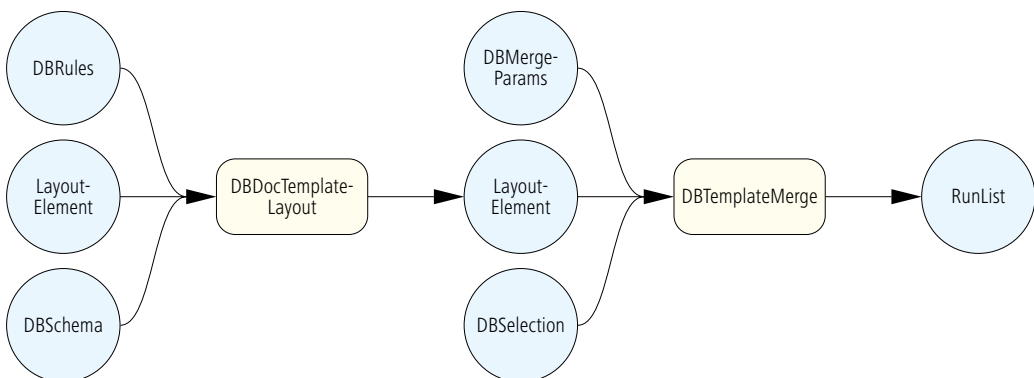 DBRules
DBMerge-
Params
Layout-
Element
DBDocTemplate-
Layout
Layout-
Element
DBTemplateMerge
RunList
DBSchema
DBSelection